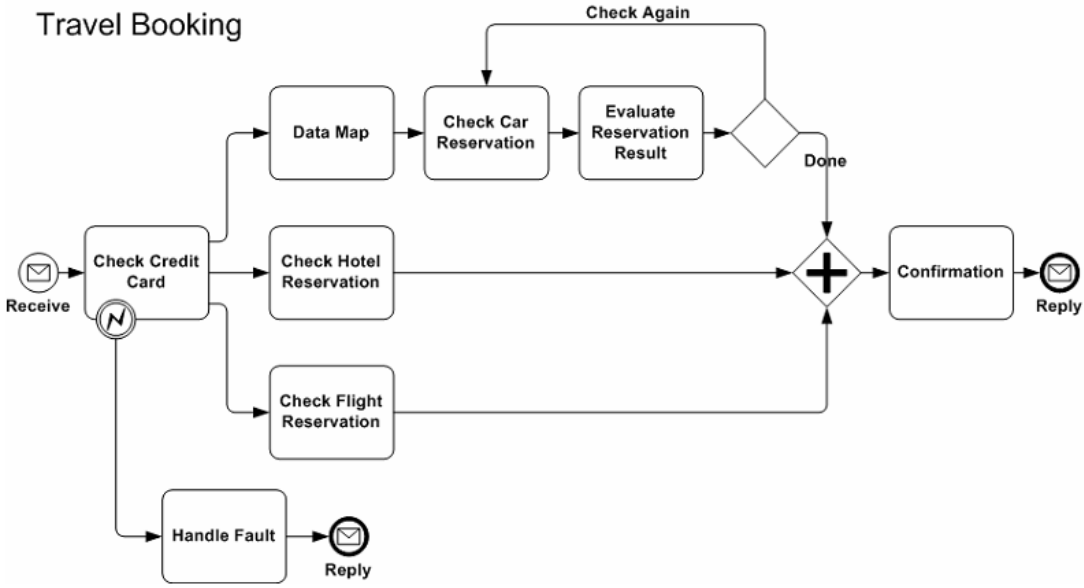 Travel Booking
Check Again
Data Map
Check Car
Reservation
Evaluate
Reservation
Result
Done
Receive
Check Credit
Card
Check Hotel
Reservation
Confirmation
Reply
Check Flight
Reservation
Handle Fault
Reply